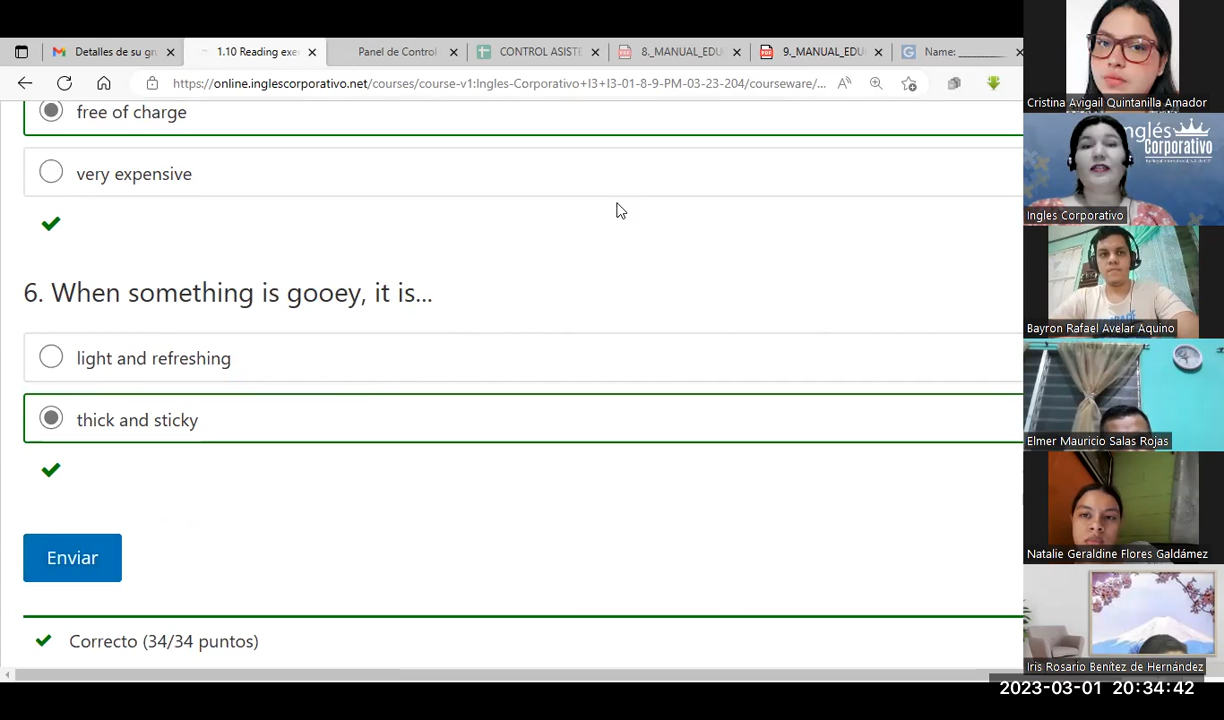 Detalles de su gr
1.10 Reading exe
Panel de Control
CONTROL ASISTE
8._MANUAL_EDU
9._MANUAL_EDU
Name: ________
https://online.inglescorporativo.net/courses/course-v1:Ingles-Corporativo+I3+I3-01-8-9-PM-03-23-204/courseware/...
free of charge
very expensive
6. When something is gooey, it is...
light and refreshing
thick and sticky
Enviar
Correcto (34/34 puntos)
Cristina Avigail Quintanilla Amador
nglés
Corporativo
Ingles Corporativo
Bayron Rafael Avelar Aquino
Elmer Mauricio Salas Rojas
Natalie Geraldine Flores Galdámez
Iris Rosario Benítez de Hernández
2023-03-01 20:34:42